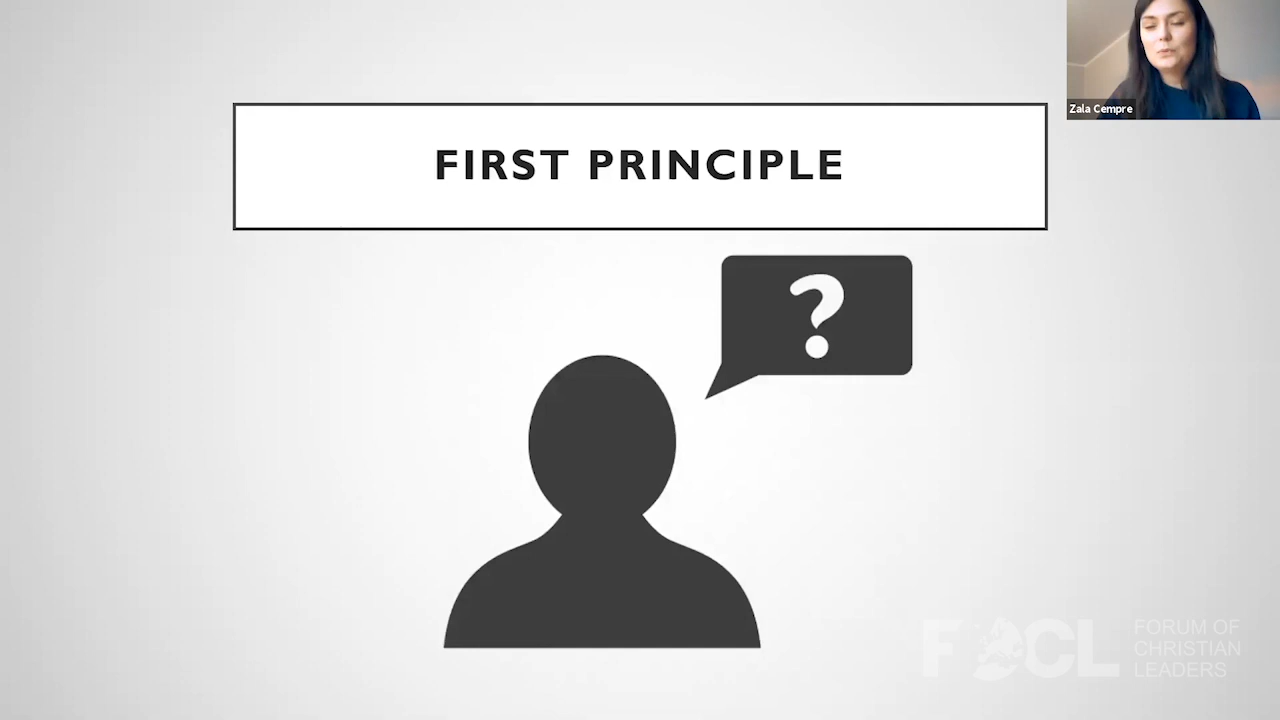 Zala Cempre
FIRST PRINCIPLE
?
FOCL
FORUM OF
CHRISTIAN
LEADERS